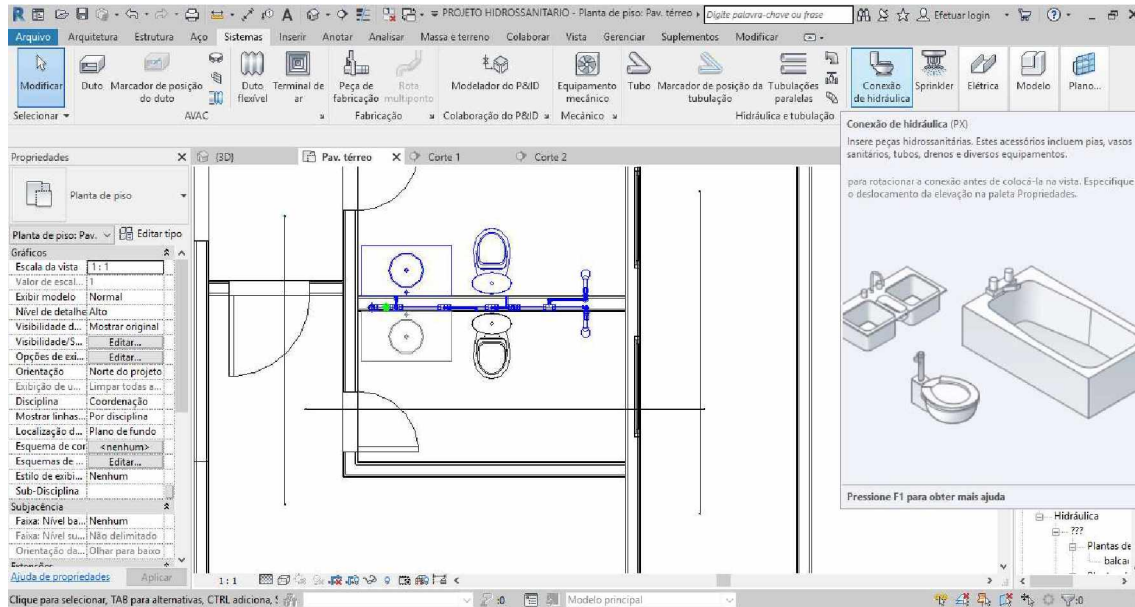 PROJETO HIDROSSANITARIO - Planta de piso: Pav. térreo
Digite palavra-chave ou frase
Efetuar login
Arquivo Arquitetura Estrutura Aço Sistemas Inserir Anotar Analisar Massa e terreno Colaborar Vista Gerenciar Suplementos Modificar
Modificar
Duto
Marcador de posição
do duto
Duto
flexível
Terminal de
ar
Peça de
fabricação
Rota
multiponto
Modelador do P&ID
Equipamento
mecânico
Tubo
Marcador de posição da
tubulação
Tubulações
paralelas
Conexão
de hidráulica
Sprinkler
Elétrica
Modelo
Plano...
Selecionar
AVAC
Fabricação
Colaboração do P&ID
Mecânico
Hidráulica e tubulação
Conexão de hidráulica (PX)
Insere peças hidrossanitárias. Estes acessórios incluem pias, vasos
sanitários, tubos, drenos e diversos equipamentos.
para rotacionar a conexão antes de colocá-la na vista. Especifique
o deslocamento da elevação na paleta Propriedades.
Pressione F1 para obter mais ajuda
Propriedades X
{3D}
Pav. térreo X
Corte 1
Corte 2
Planta de piso
Planta de piso: Pav.
Editar tipo
Gráficos
Escala da vista 1 : 1
Valor de escal... 1
Exibir modelo Normal
Nível de detalhe Alto
Visibilidade d... Mostrar original
Visibilidade/S... Editar...
Opções de exi... Editar...
Orientação Norte do projeto
Exibição de u... Limpar todas a...
Disciplina Coordenação
Mostrar linhas... Por disciplina
Localização d... Plano de fundo
Esquema de cor <nenhum>
Esquemas de ... Editar...
Estilo de exibi... Nenhum
Sub-Disciplina
Subjacência
Faixa: Nível ba... Nenhum
Faixa: Nível su... Não delimitado
Orientação da... Olhar para baixo
Extensões
Ajuda de propriedades
Aplicar
1 : 1
Hidráulica
???
Plantas de
balca
Clique para selecionar, TAB para alternativas, CTRL adiciona, S
:0
Modelo principal
:0